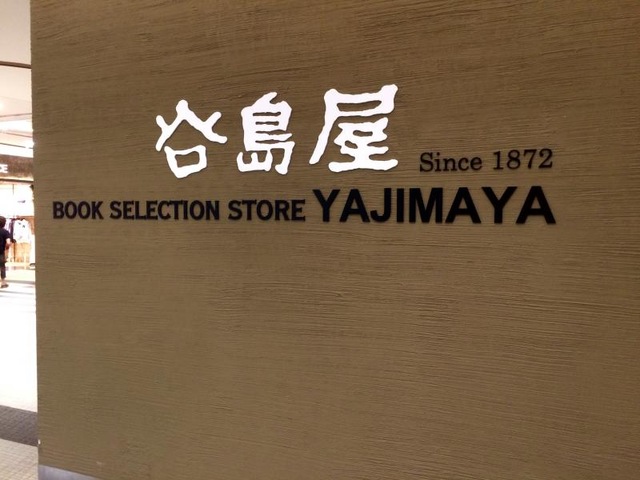 谷島屋 Since 1872
BOOK SELECTION STORE YAJIMAYA